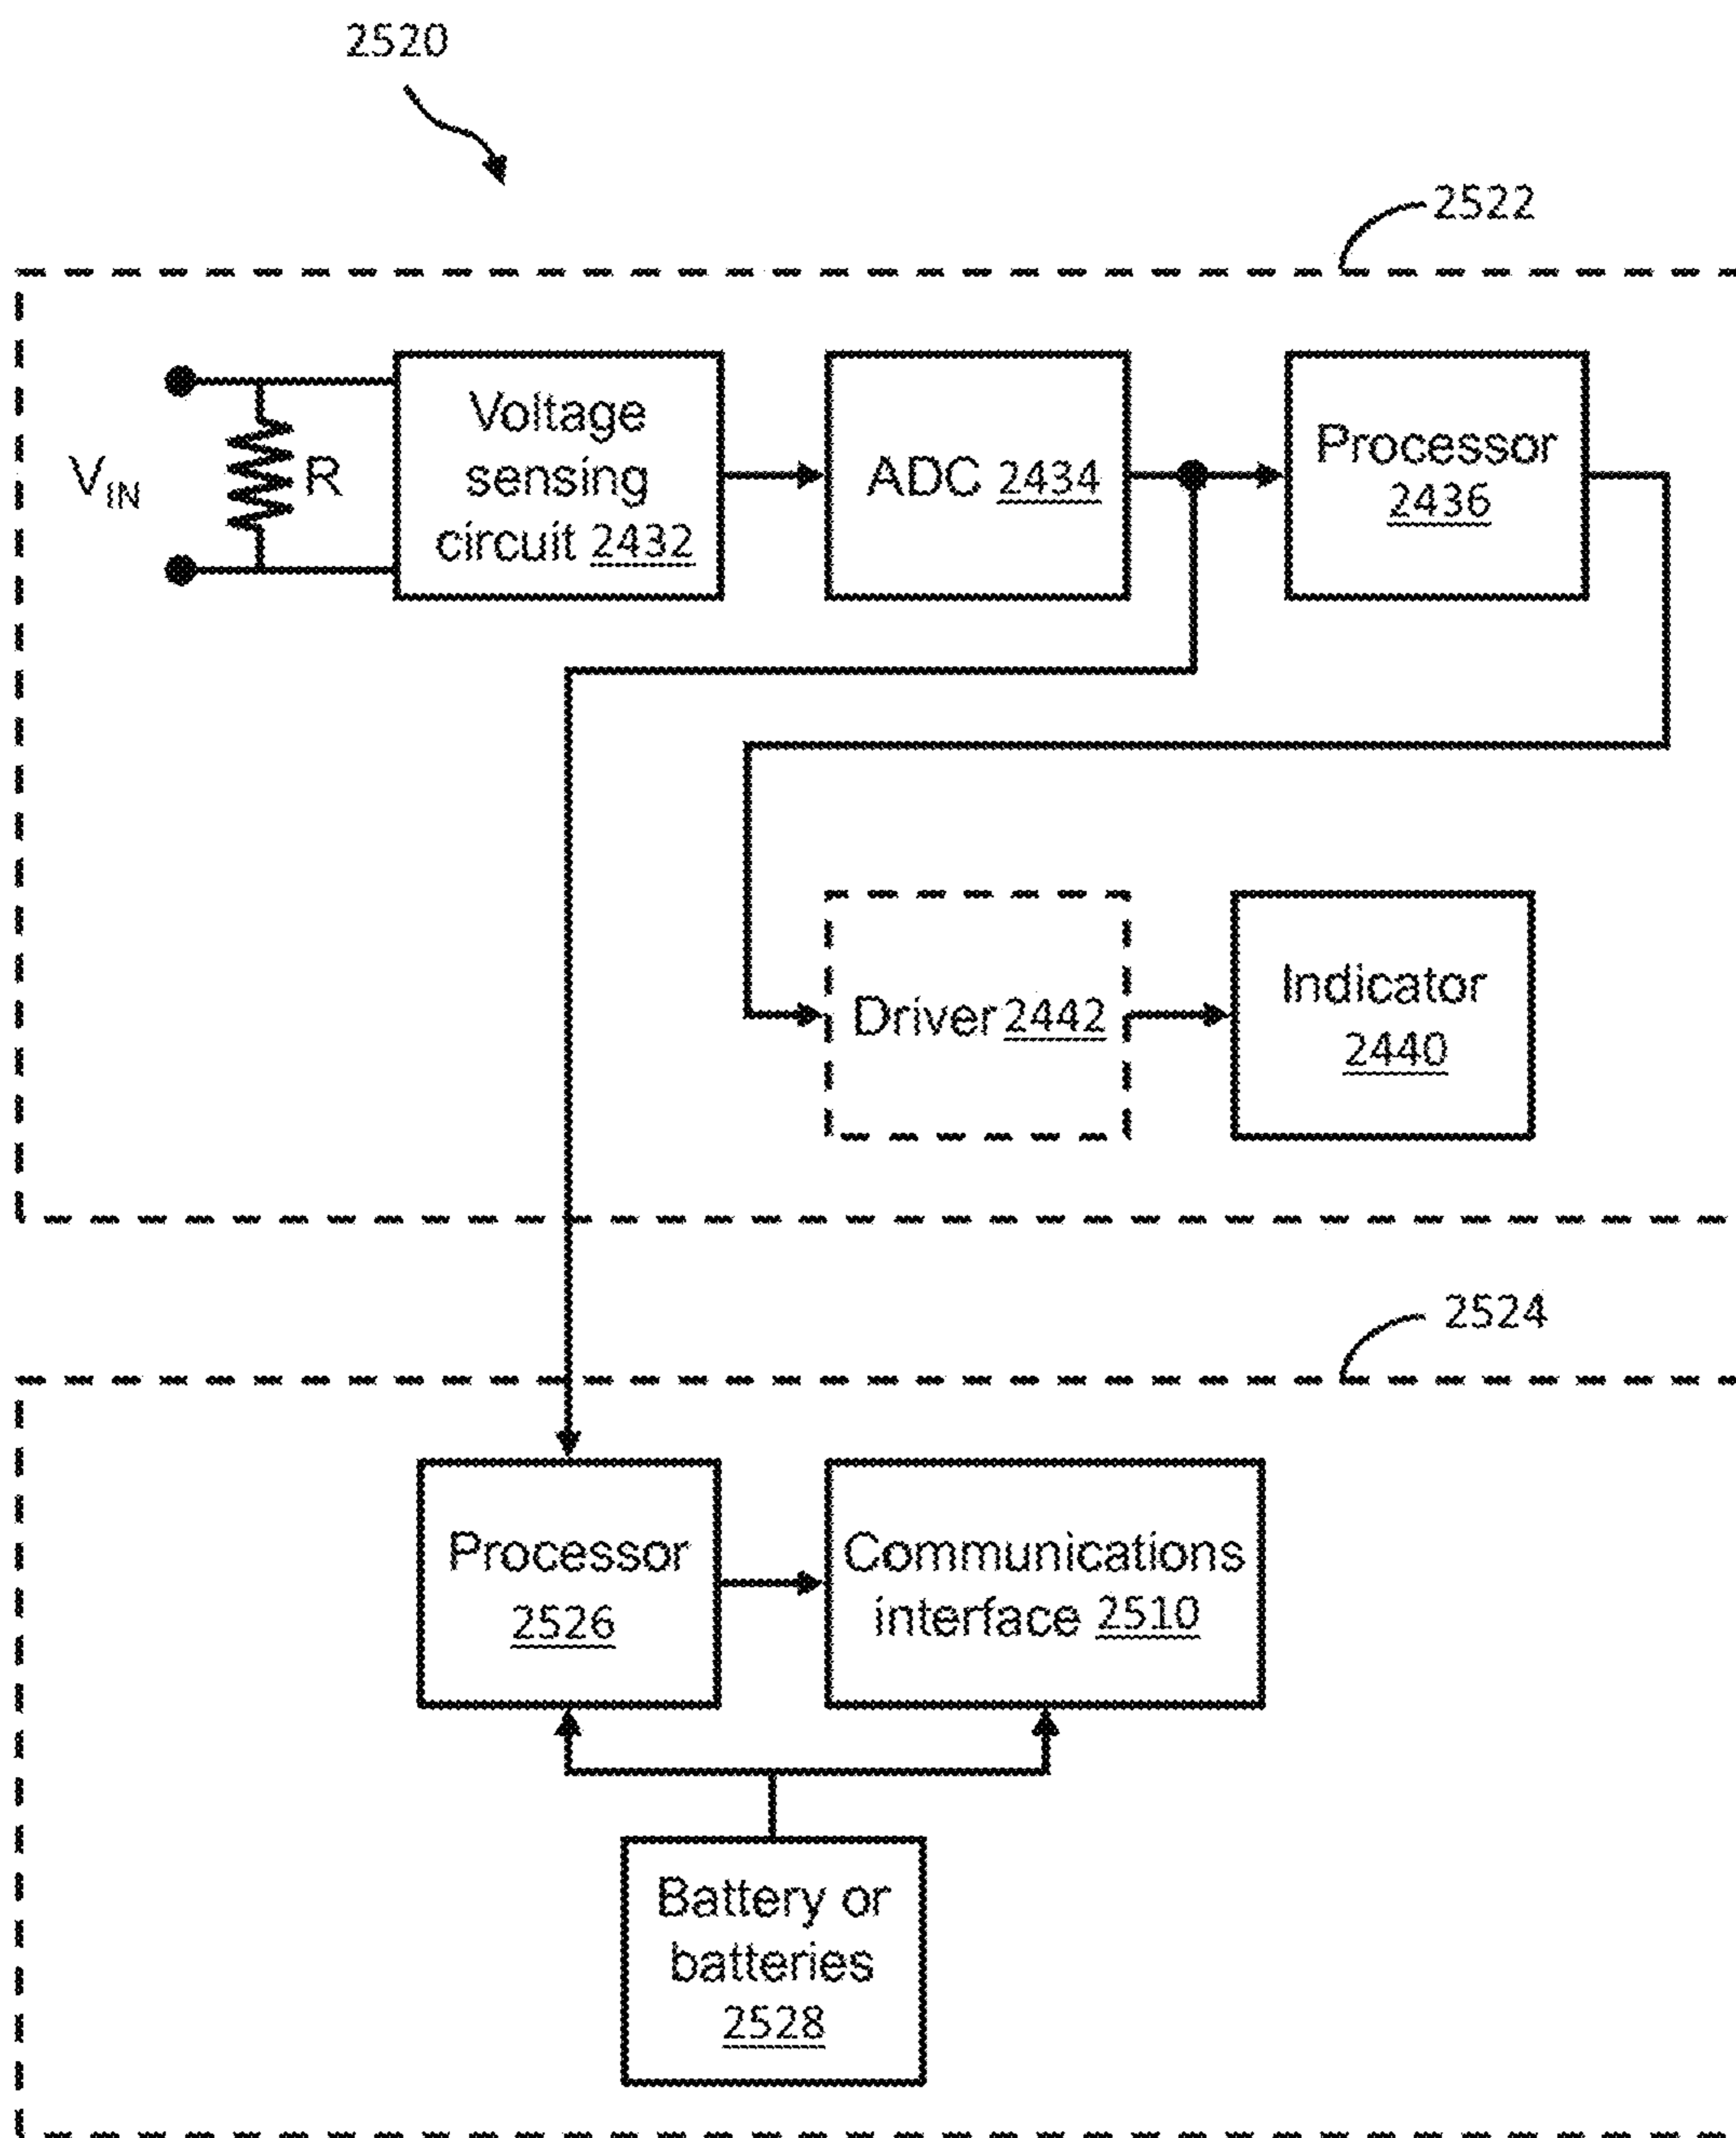 2520
2522
Voltage
sensing
circuit 2432
ADC 2434
Processor
2436
V_IN
R
Driver 2442
Indicator
2440
2524
Processor
2526
Communications
interface 2510
Battery or
batteries
2528